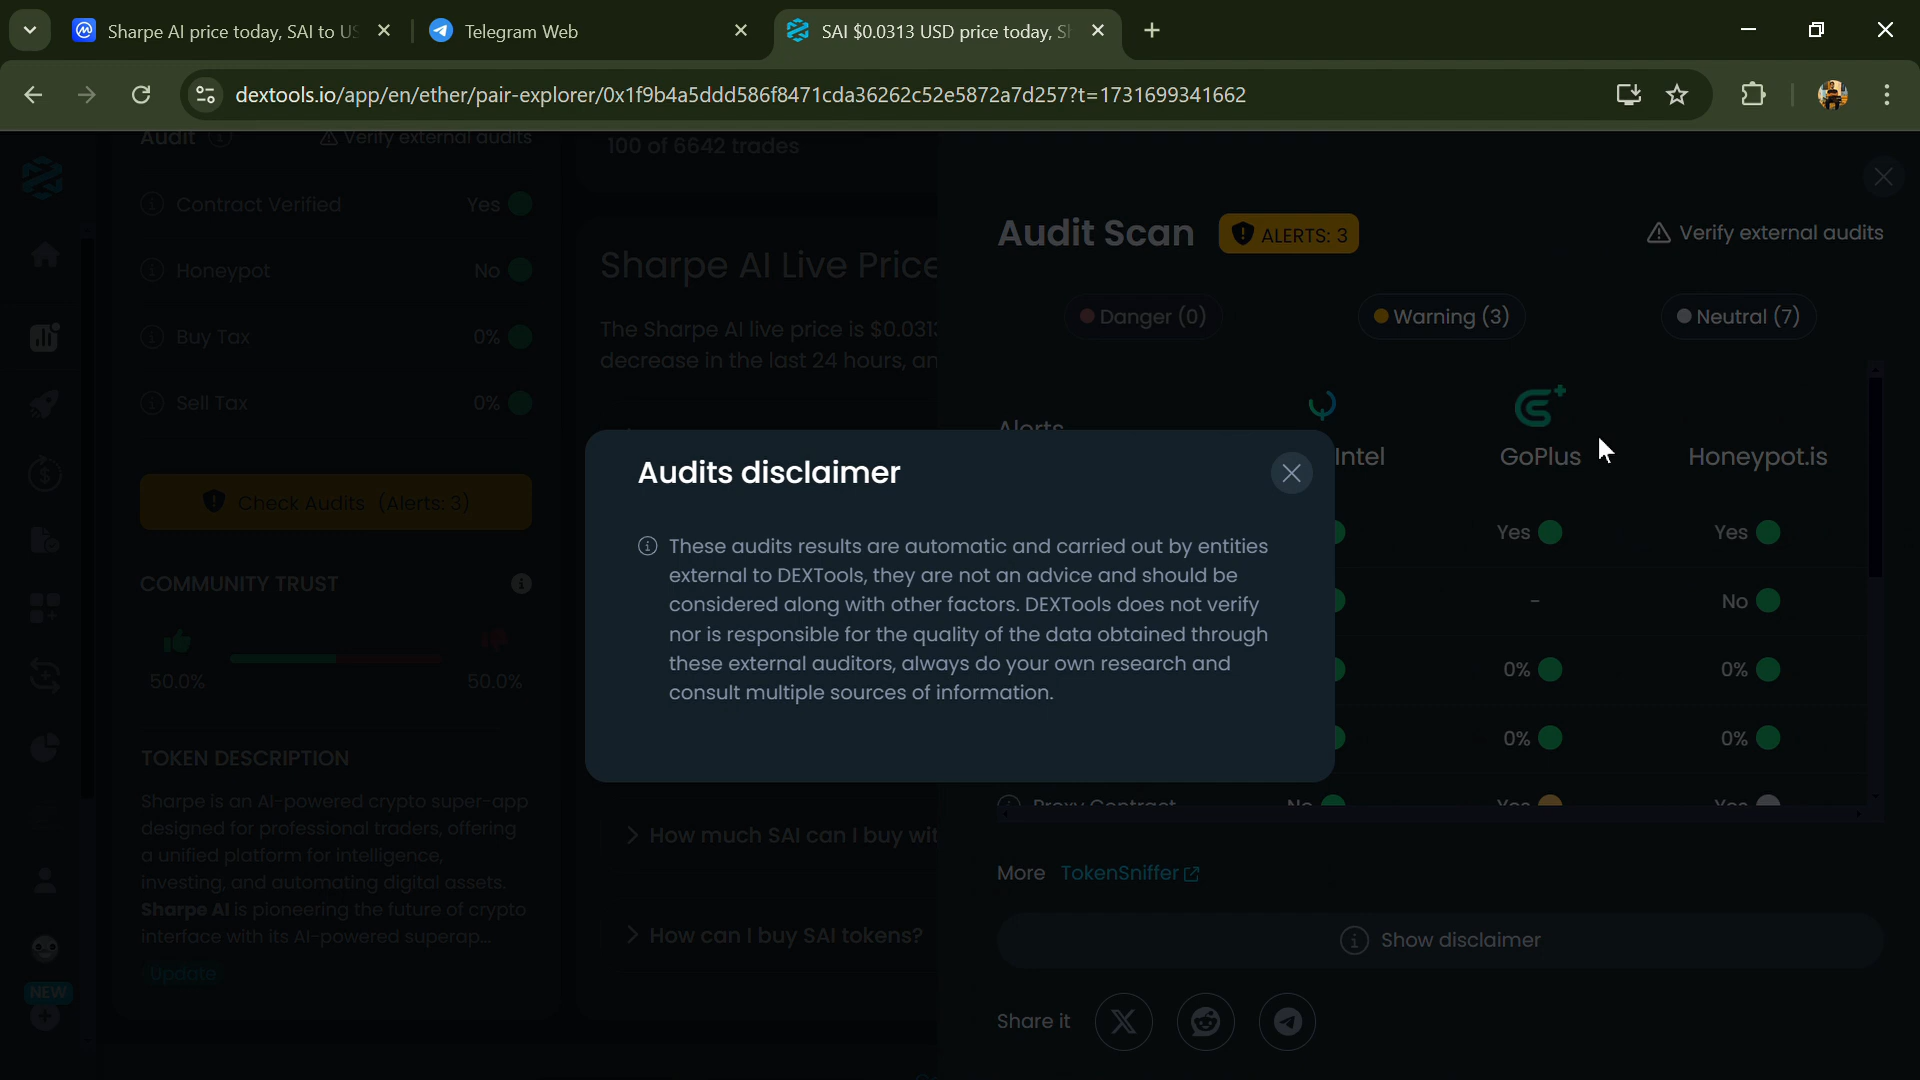 Sharpe AI price today, SAI to US
Telegram Web
SAI $0.0313 USD price today, Sh
dextools.io/app/en/ether/pair-explorer/0x1f9b4a5ddd586f8471cda36262c52e5872a7d257?t=1731699341662
Audit
Verify external audits
Contract Verified Yes
Honeypot No
Buy Tax 0%
Sell Tax 0%
Check Audits (Alerts: 3)
COMMUNITY TRUST
50.0% 50.0%
TOKEN DESCRIPTION
Sharpe is an AI-powered crypto super-app
designed for professional traders, offering
a unified platform for intelligence,
investing, and automating digital assets.
Sharpe AI is pioneering the future of crypto
interface with its AI-powered superap...
Update
NEW
100 of 6642 trades
Sharpe AI Live Price
The Sharpe AI live price is $0.0313
decrease in the last 24 hours, an
How much SAI can I buy wit
How can I buy SAI tokens?
Audits disclaimer
These audits results are automatic and carried out by entities
external to DEXTools, they are not an advice and should be
considered along with other factors. DEXTools does not verify
nor is responsible for the quality of the data obtained through
these external auditors, always do your own research and
consult multiple sources of information.
Audit Scan
ALERTS: 3
Verify external audits
Danger (0)
Warning (3)
Neutral (7)
Alerts
Intel GoPlus Honeypot.is
Yes Yes
- No
0% 0%
0% 0%
Proxy Contract No Yes Yes
More TokenSniffer
Show disclaimer
Share it